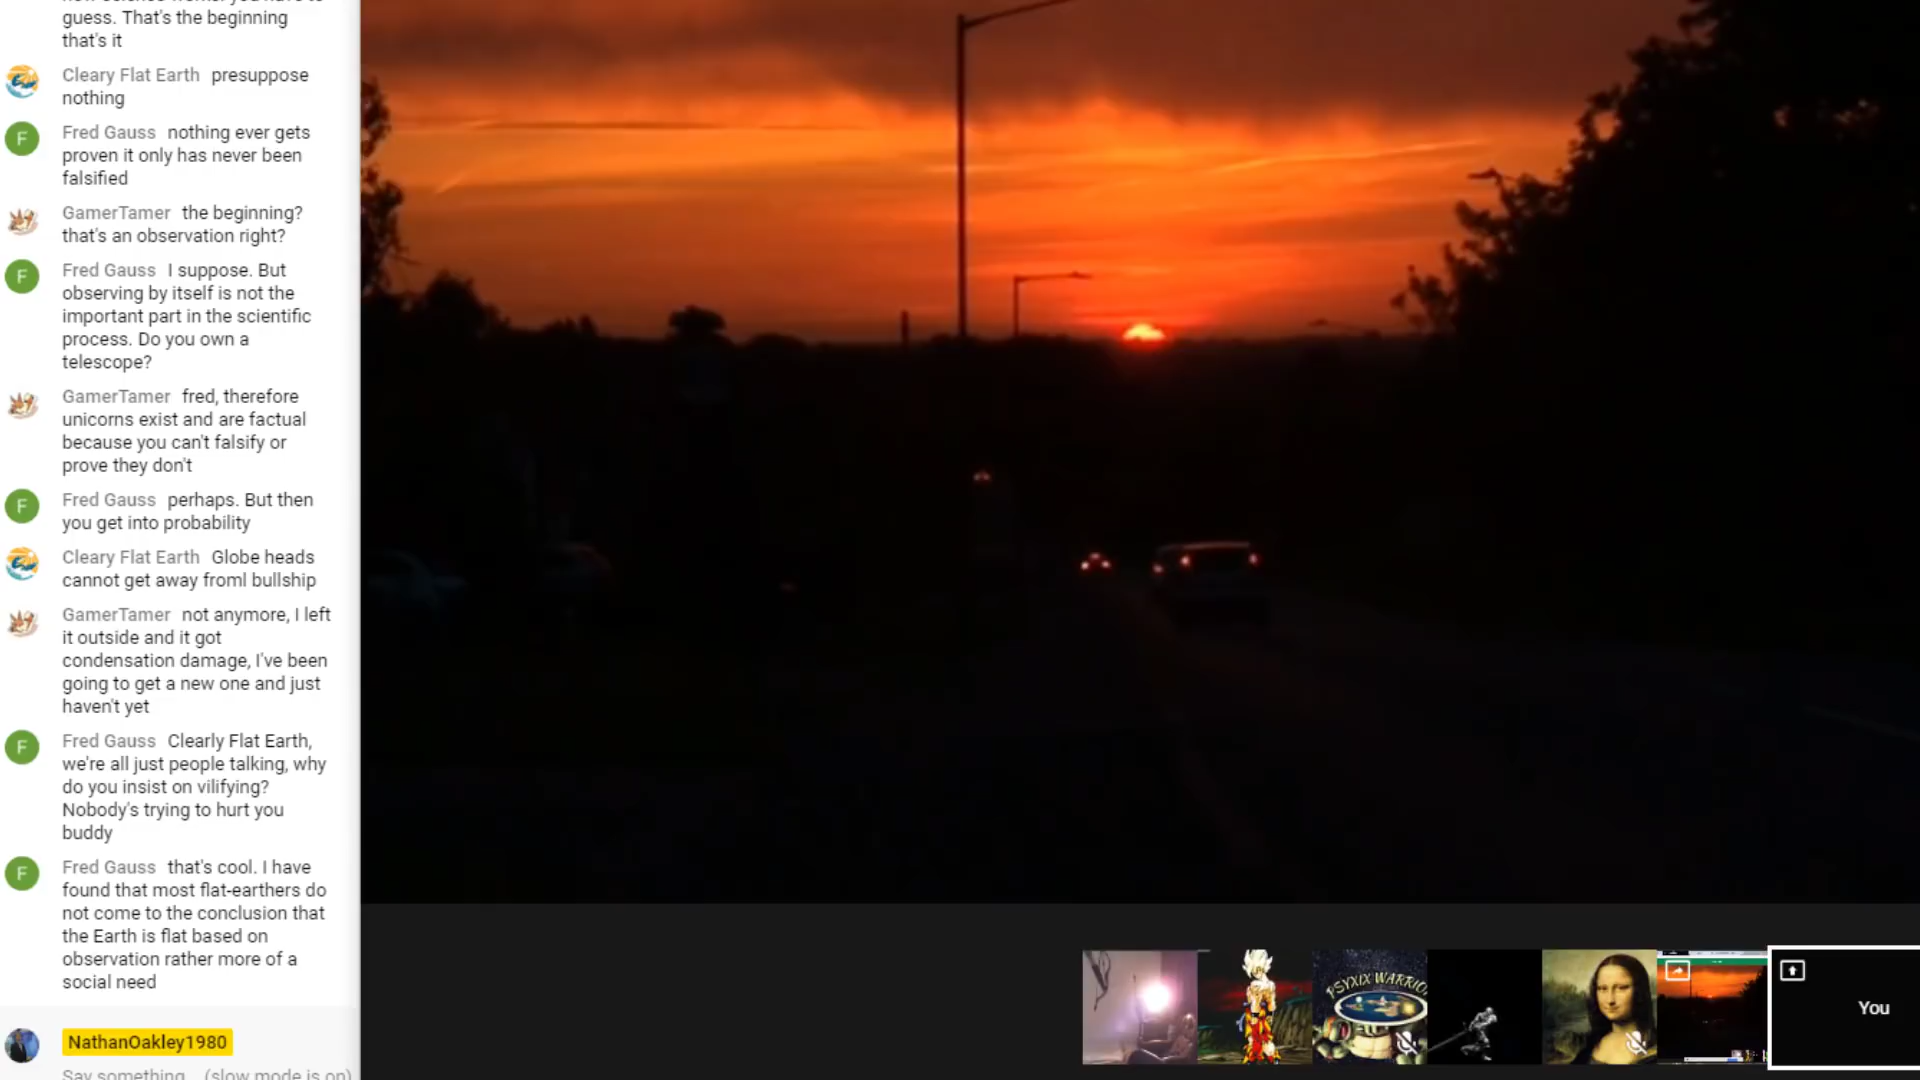 guess. That's the beginning
that's it
Cleary Flat Earth presuppose
nothing
F
Fred Gauss nothing ever gets
proven it only has never been
falsified
GamerTamer the beginning?
that's an observation right?
F
Fred Gauss I suppose. But
observing by itself is not the
important part in the scientific
process. Do you own a
telescope?
GamerTamer fred, therefore
unicorns exist and are factual
because you can't falsify or
prove they don't
F
Fred Gauss perhaps. But then
you get into probability
Cleary Flat Earth Globe heads
cannot get away froml bullship
GamerTamer not anymore, I left
it outside and it got
condensation damage, I've been
going to get a new one and just
haven't yet
F
Fred Gauss Clearly Flat Earth,
we're all just people talking, why
do you insist on vilifying?
Nobody's trying to hurt you
buddy
F
Fred Gauss that's cool. I have
found that most flat-earthers do
not come to the conclusion that
the Earth is flat based on
observation rather more of a
social need
NathanOakley1980
Say something... (slow mode is on)
PSYXIX WARRIO
You